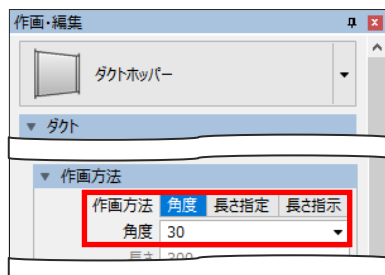 作画・編集
ダクトホッパー
ダクト
作画方法
作画方法 角度 長さ指定 長さ指示
角度 30